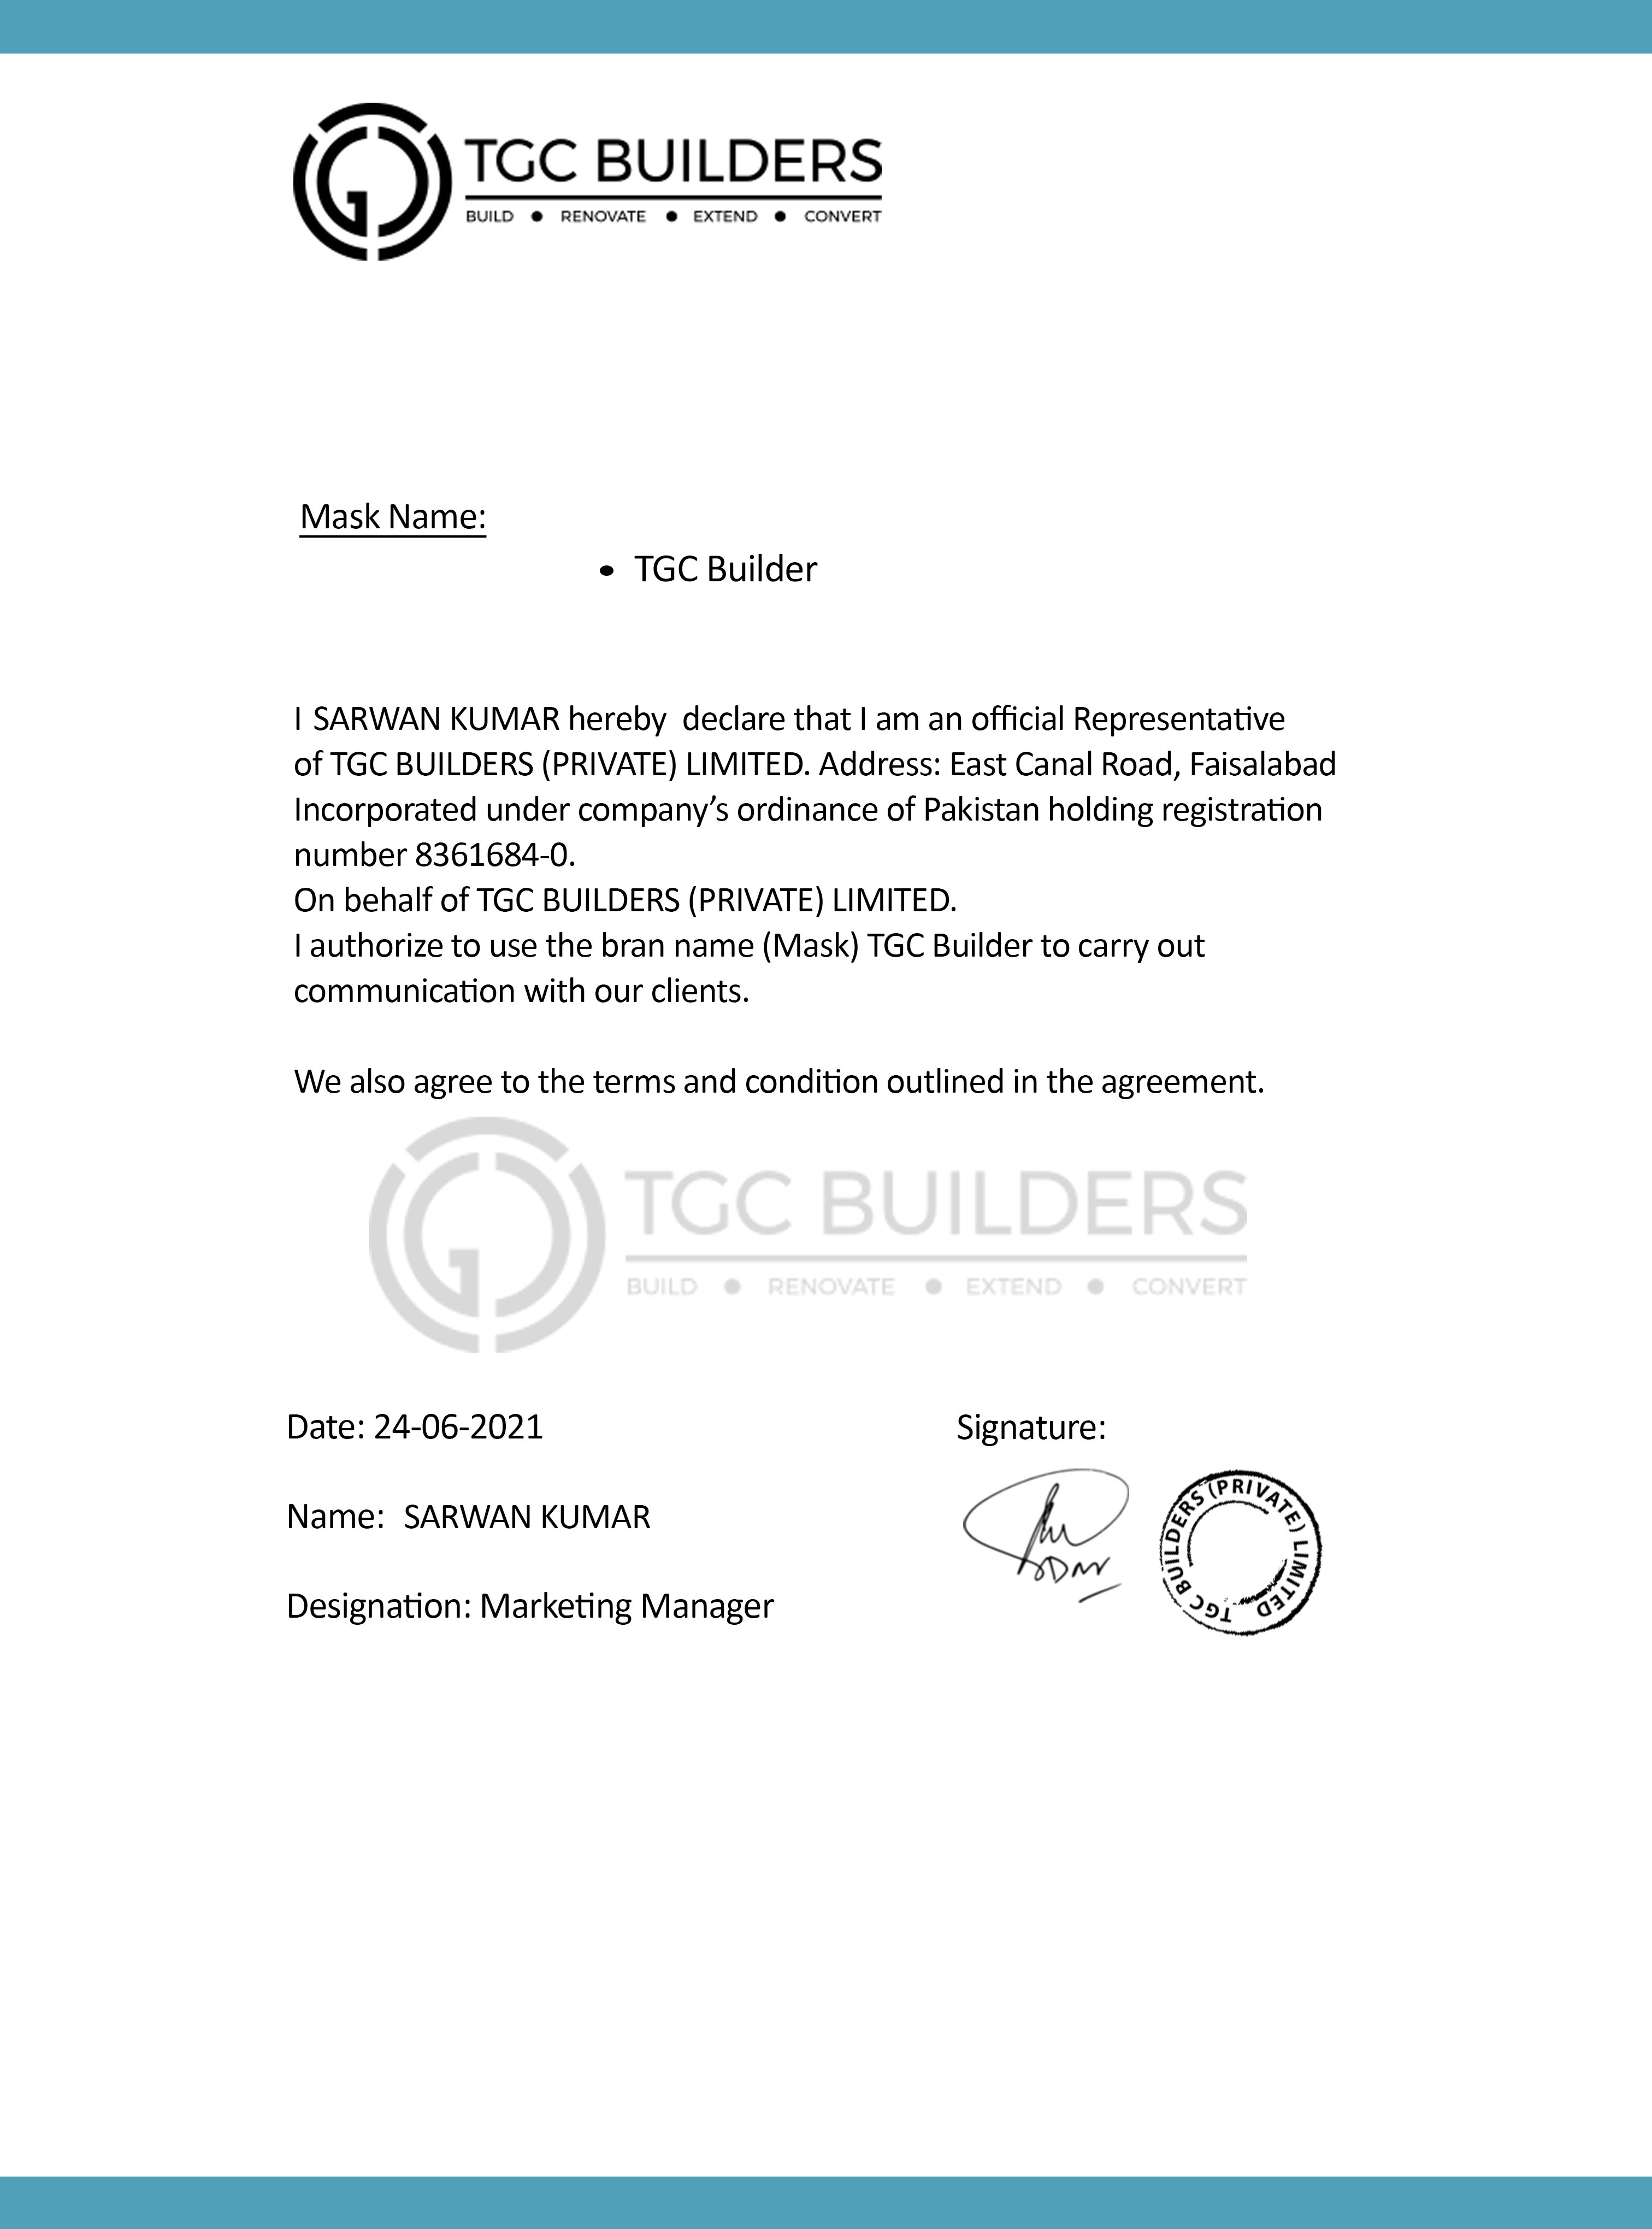 TGC BUILDERS
BUILD ● RENOVATE ● EXTEND ● CONVERT
Mask Name:
• TGC Builder
I SARWAN KUMAR hereby  declare that I am an official Representative
of TGC BUILDERS (PRIVATE) LIMITED. Address: East Canal Road, Faisalabad
Incorporated under company’s ordinance of Pakistan holding registration
number 8361684-0.
On behalf of TGC BUILDERS (PRIVATE) LIMITED.
I authorize to use the bran name (Mask) TGC Builder to carry out
communication with our clients.
We also agree to the terms and condition outlined in the agreement.
TGC BUILDERS
BUILD ● RENOVATE ● EXTEND ● CONVERT
Date: 24-06-2021
Signature:
Name: SARWAN KUMAR
TGC BUILDERS (PRIVATE) LIMITED
Designation: Marketing Manager